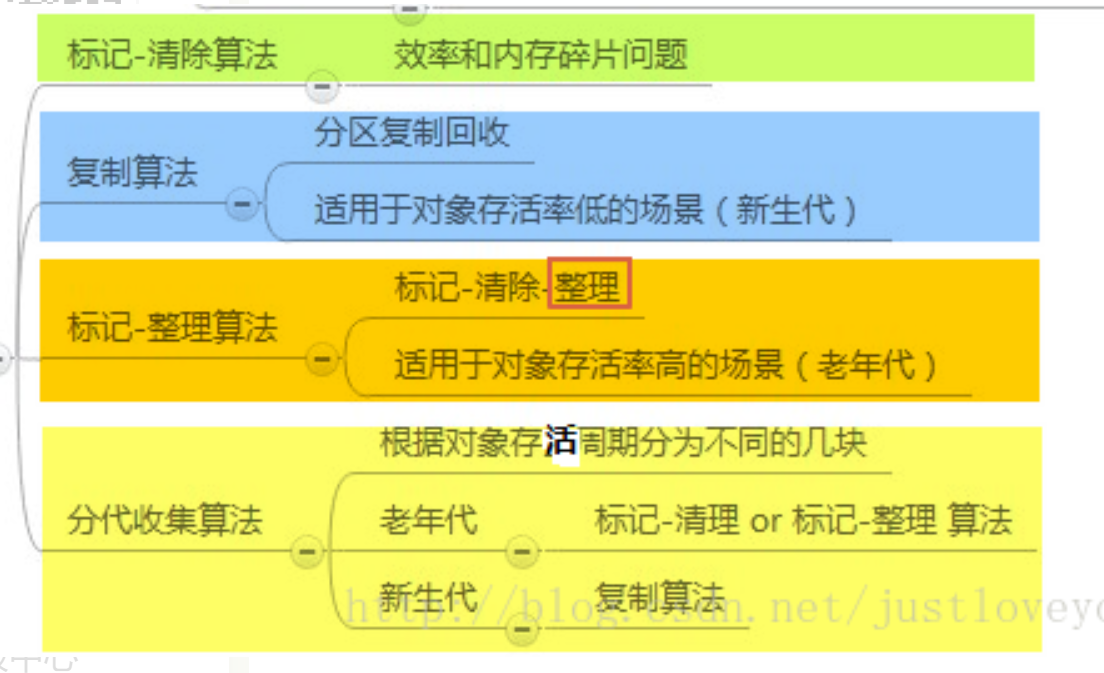 标记-清除算法
效率和内存碎片问题
分区复制回收
复制算法
适用于对象存活率低的场景（新生代）
标记-清除-整理
标记-整理算法
适用于对象存活率高的场景（老年代）
根据对象存活周期分为不同的几块
分代收集算法
老年代
标记-清理 or 标记-整理 算法
新生代
复制算法
http://blog.csdn.net/justloveyo
中心